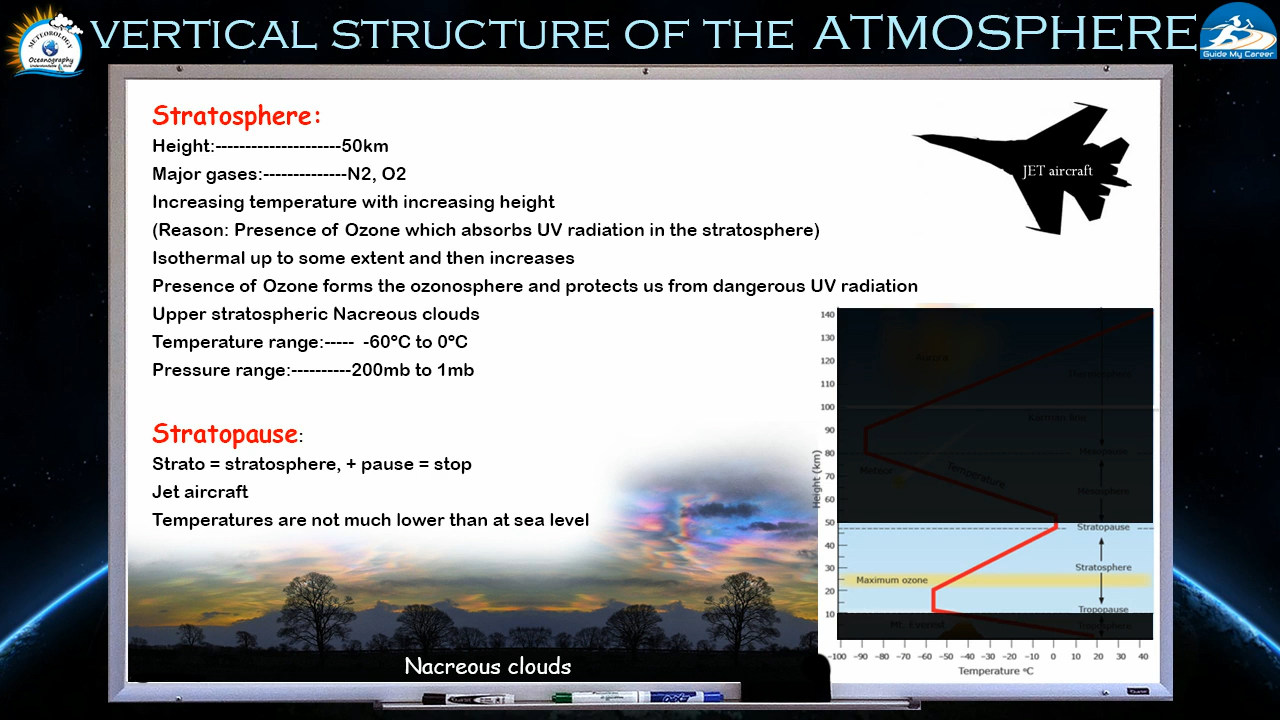 VERTICAL STRUCTURE OF THE ATMOSPHERE
METEOROLOGY
Oceanography
Guide My Career
Stratosphere:
Height:---------------------50km
Major gases:--------------N2, O2
Increasing temperature with increasing height
(Reason: Presence of Ozone which absorbs UV radiation in the stratosphere)
Isothermal up to some extent and then increases
Presence of Ozone forms the ozonosphere and protects us from dangerous UV radiation
Upper stratospheric Nacreous clouds
Temperature range:----- -60°C to 0°C
Pressure range:----------200mb to 1mb
Stratopause:
Strato = stratosphere, + pause = stop
Jet aircraft
Temperatures are not much lower than at sea level
Nacreous clouds
JET aircraft
140
130
120
110
100
90
80
70
60
50
40
30
20
10
Height (km)
Aurora
Thermosphere
Kármán line
Mesopause
Meteor
Temperature
Mesosphere
Stratopause
Stratosphere
Maximum ozone
Tropopause
Mt. Everest
Troposphere
-100 -90 -80 -70 -60 -50 -40 -30 -20 -10 0 10 20 30 40
Temperature °C